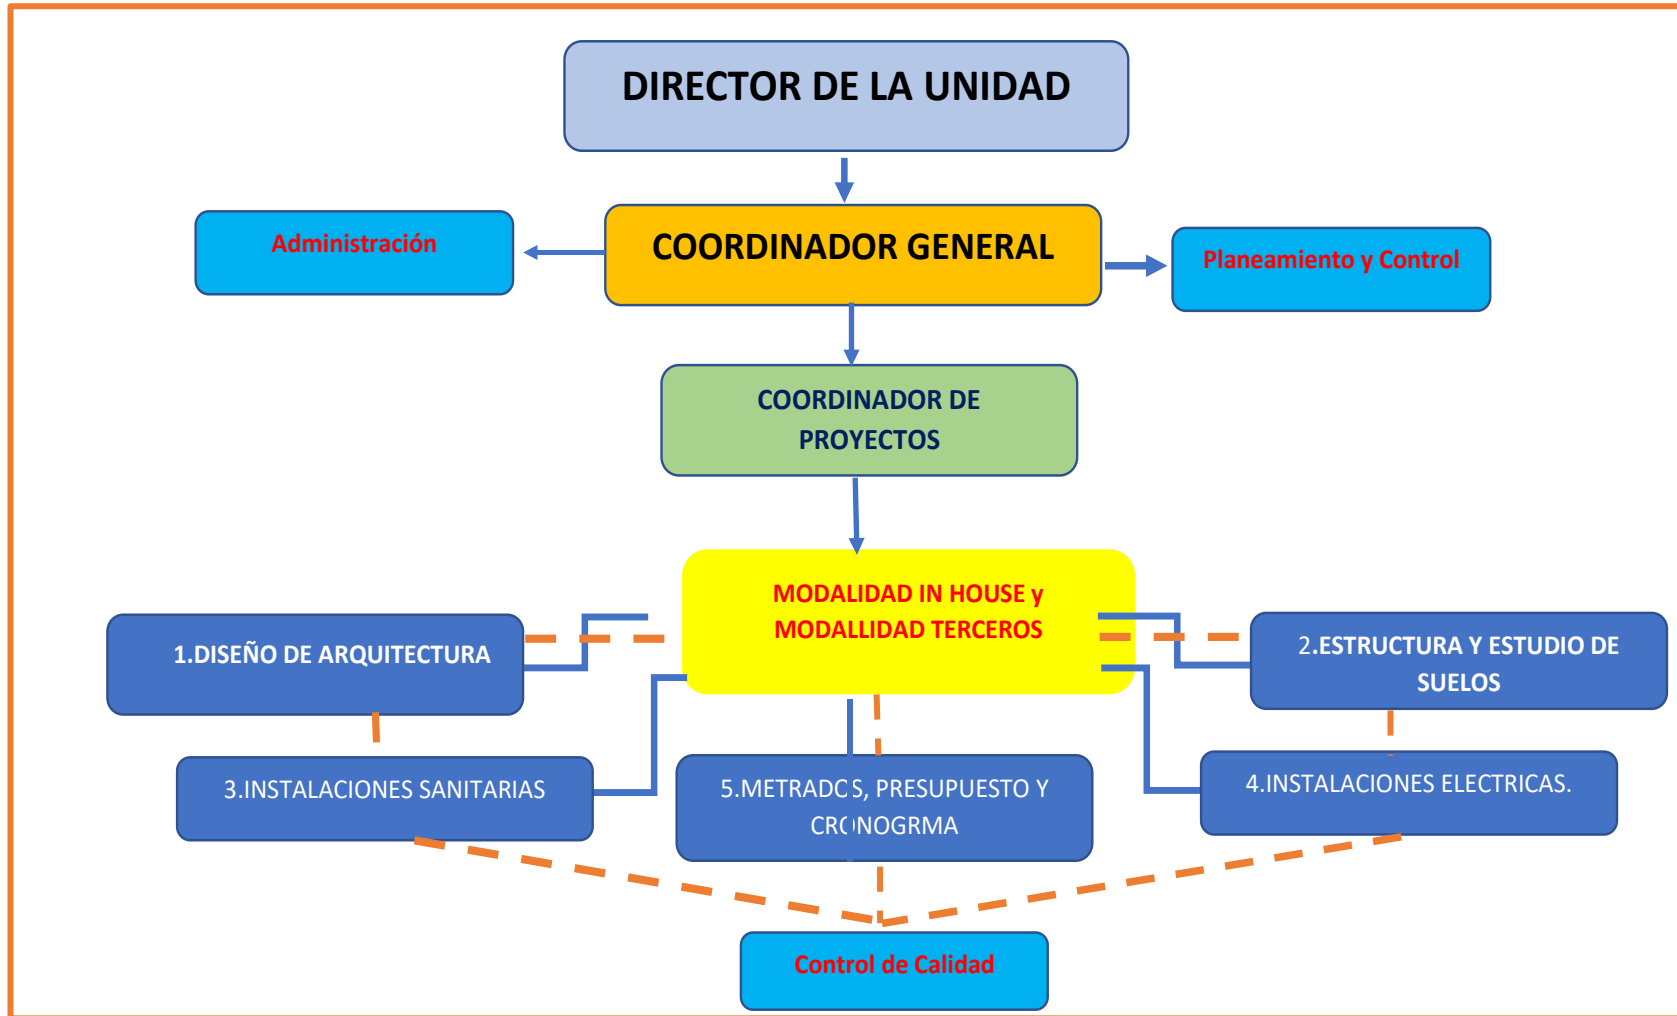 DIRECTOR DE LA UNIDAD
Administración
COORDINADOR GENERAL
Planeamiento y Control
COORDINADOR DE
PROYECTOS
MODALIDAD IN HOUSE y
MODALLIDAD TERCEROS
1.DISEÑO DE ARQUITECTURA
2.ESTRUCTURA Y ESTUDIO DE
SUELOS
3.INSTALACIONES SANITARIAS
5.METRADOS, PRESUPUESTO Y
CRONOGRMA
4.INSTALACIONES ELECTRICAS.
Control de Calidad